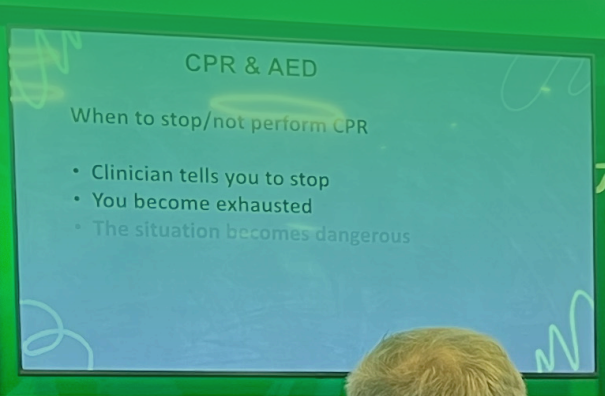 CPR & AED
When to stop/not perform CPR
• Clinician tells you to stop
• You become exhausted
• The situation becomes dangerous